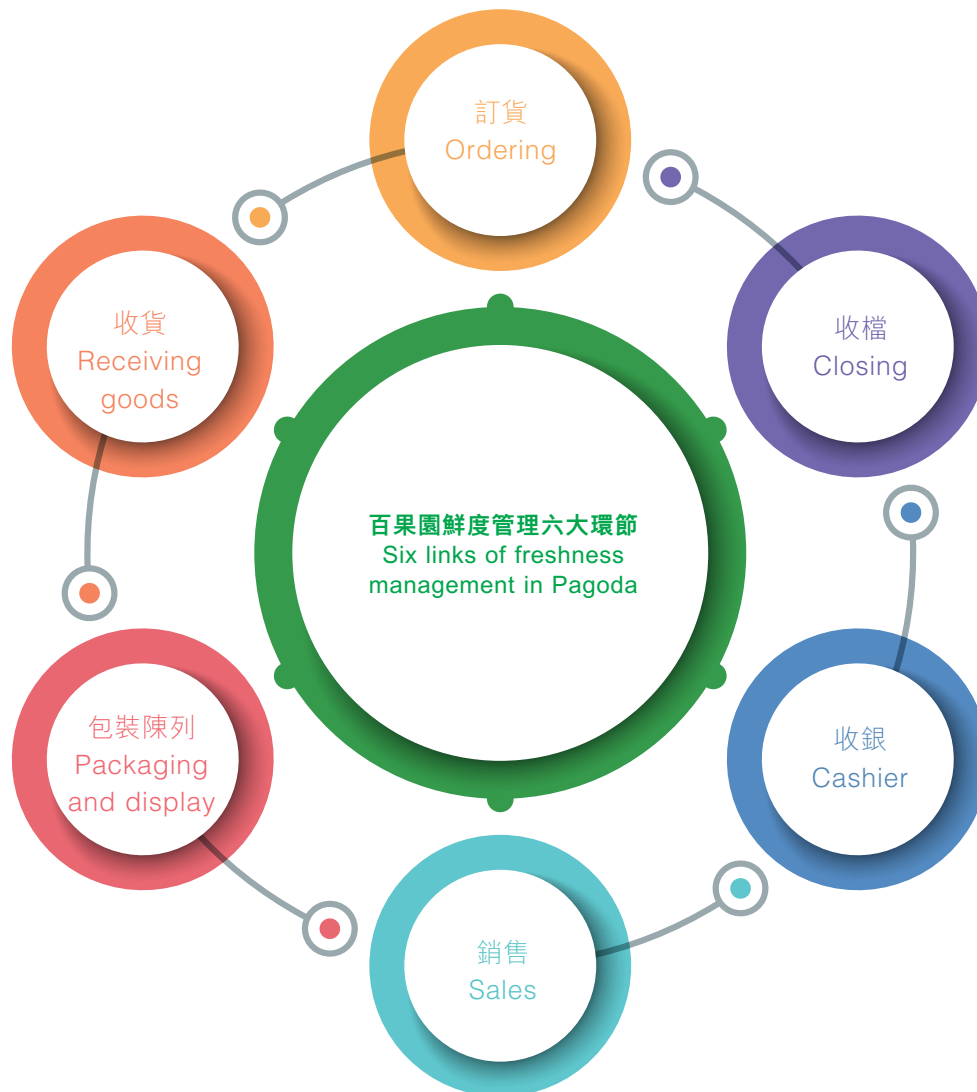 訂貨
Ordering
收貨
Receiving
goods
收檔
Closing
百果園鮮度管理六大環節
Six links of freshness
management in Pagoda
包裝陳列
Packaging
and display
收銀
Cashier
銷售
Sales